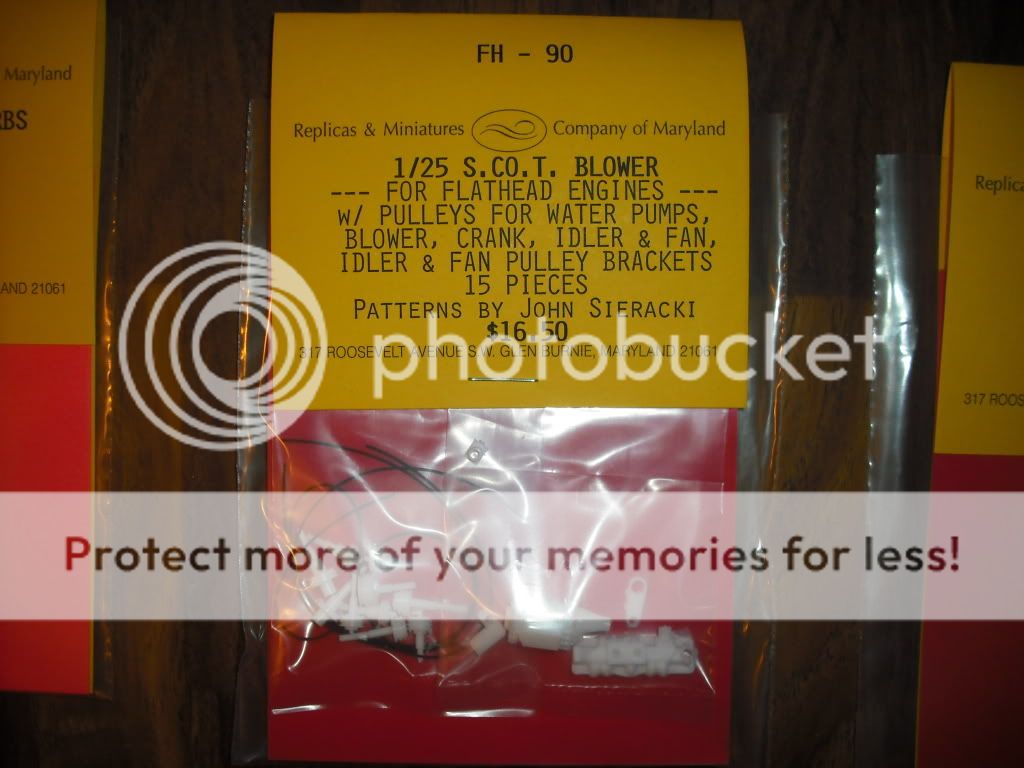 Maryland
RBS
AND 21061
FH - 90
Replicas & Miniatures Company of Maryland
1/25 S.CO.T. BLOWER
--- FOR FLATHEAD ENGINES ---
W/ PULLEYS FOR WATER PUMPS,
BLOWER, CRANK, IDLER & FAN,
IDLER & FAN PULLEY BRACKETS
15 PIECES
PATTERNS BY JOHN SIERACKI
$16.50
317 ROOSEVELT AVENUE S.W. GLEN BURNIE, MARYLAND 21061
Replica
317 ROOS
photobucket
Protect more of your memories for less!